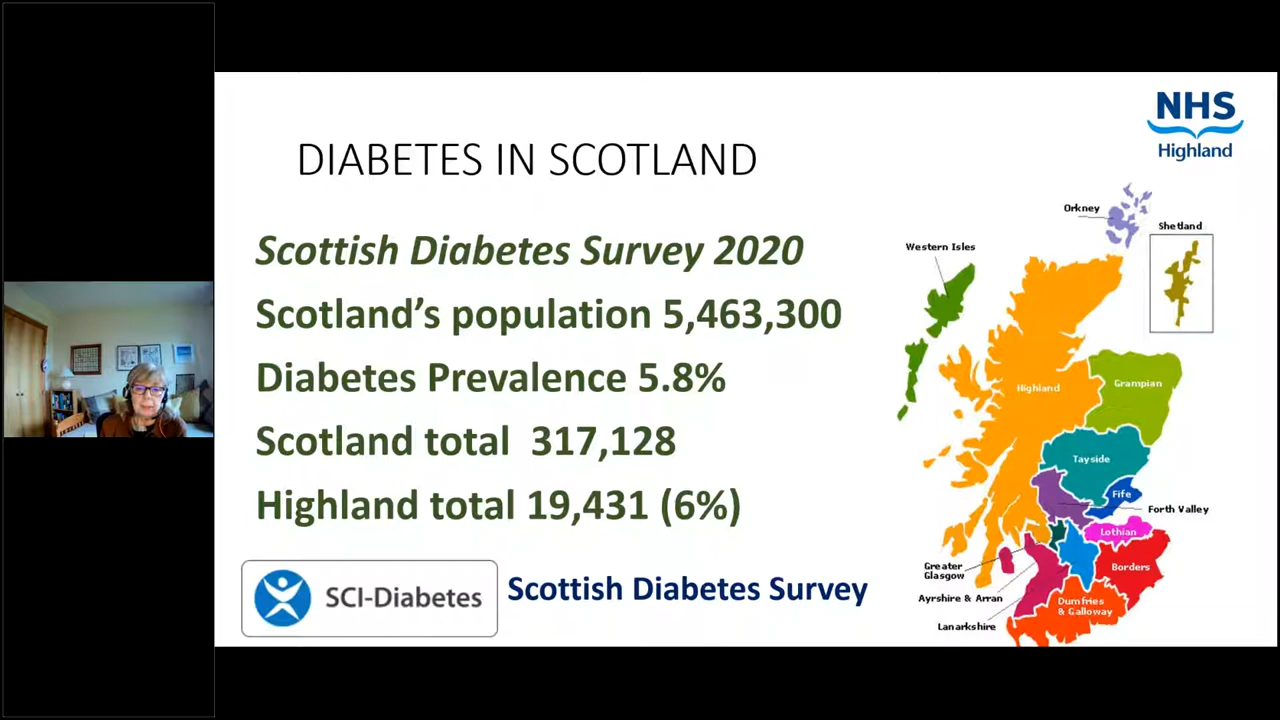 NHS
Highland
DIABETES IN SCOTLAND
Scottish Diabetes Survey 2020
Scotland’s population 5,463,300
Diabetes Prevalence 5.8%
Scotland total 317,128
Highland total 19,431 (6%)
SCI-Diabetes
Scottish Diabetes Survey
Orkney
Shetland
Western Isles
Highland
Grampian
Tayside
Fife
Forth Valley
Lothian
Greater
Glasgow
Borders
Ayrshire & Arran
Dumfries
& Galloway
Lanarkshire